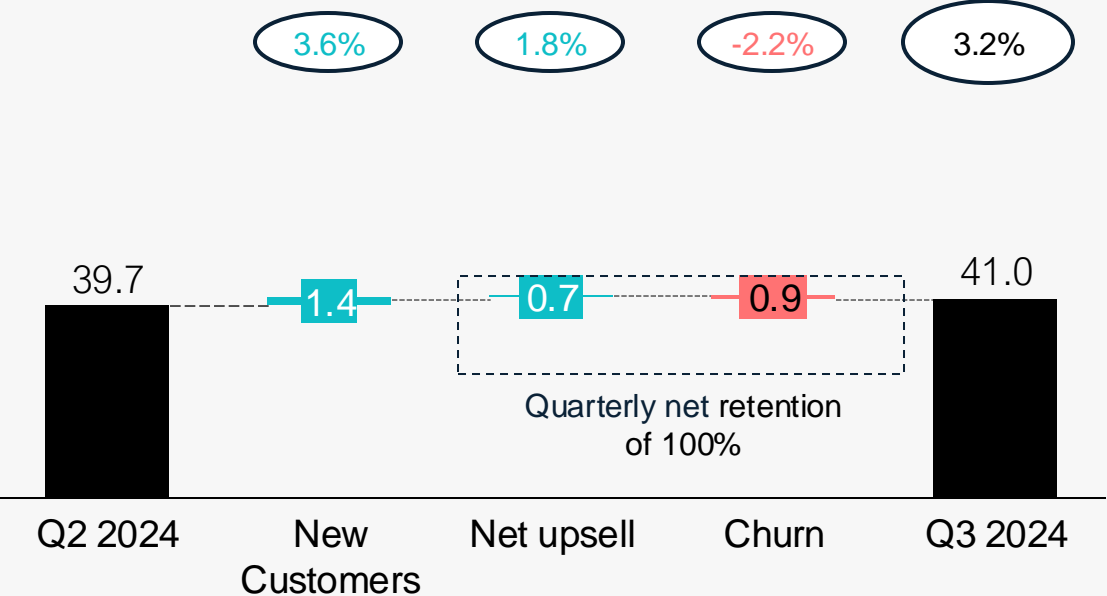 3.6%
1.8%
-2.2%
3.2%
39.7
1.4
0.7
0.9
41.0
Quarterly net retention
of 100%
Q2 2024
New
Customers
Net upsell
Churn
Q3 2024